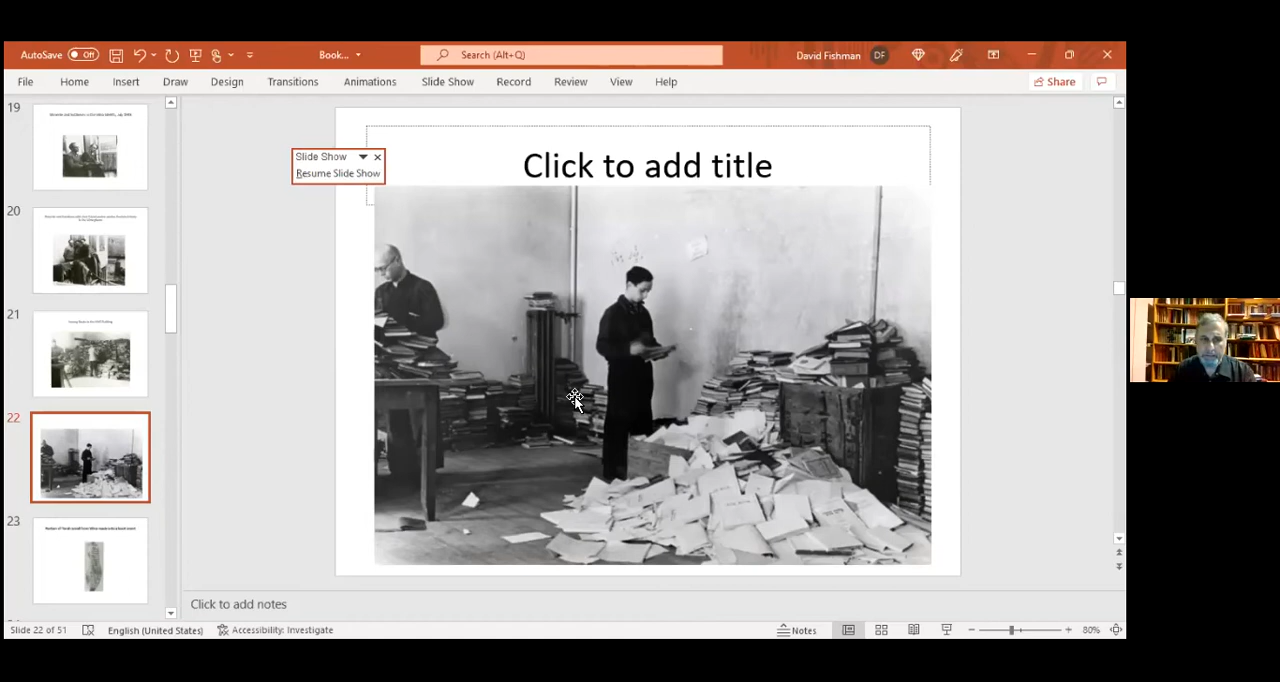 AutoSave Off Book... Search (Alt+Q) David Fishman DF
File Home Insert Draw Design Transitions Animations Slide Show Record Review View Help Share
19
20
21
22
23
Slide Show
Resume Slide Show
Click to add title
Click to add notes
Slide 22 of 51 English (United States) Accessibility: Investigate Notes 80%